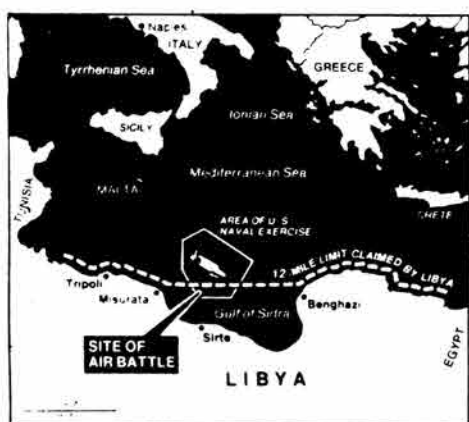 Naples
ITALY
GREECE
Tyrrhenian Sea
Ionian Sea
SICILY
Mediterranean Sea
TUNISIA
MALTA
CRETE
AREA OF U.S.
NAVAL EXERCISE
12-MILE LIMIT CLAIMED BY LIBYA
Tripoli
Misurata
Benghazi
Gulf of Sidra
SITE OF
AIR BATTLE
Sirte
EGYPT
LIBYA